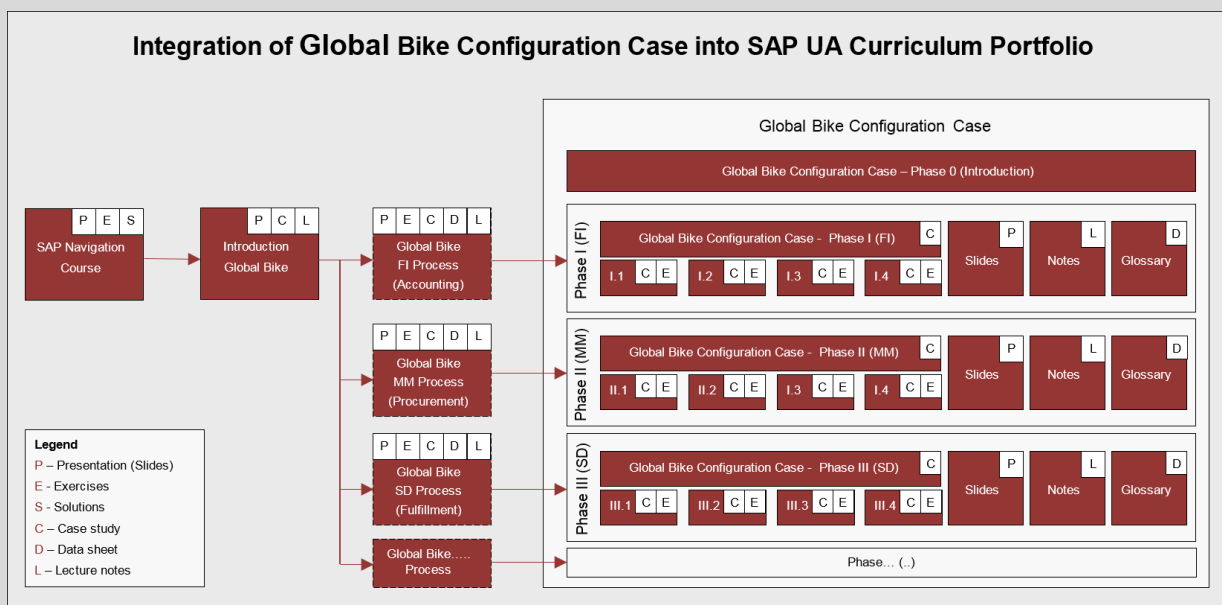 Integration of Global Bike Configuration Case into SAP UA Curriculum Portfolio
P E S
SAP Navigation
Course
P C L
Introduction
Global Bike
P E C D L
Global Bike
FI Process
(Accounting)
P E C D L
Global Bike
MM Process
(Procurement)
P E C D L
Global Bike
SD Process
(Fulfillment)
Global Bike.....
Process
Global Bike Configuration Case
Global Bike Configuration Case – Phase 0 (Introduction)
Phase I (FI)
Global Bike Configuration Case - Phase I (FI) C
I.1 C E I.2 C E I.3 C E I.4 C E
P
Slides
L
Notes
D
Glossary
Phase II (MM)
Global Bike Configuration Case - Phase II (MM) C
II.1 C E II.2 C E I.3 C E I.4 C E
P
Slides
L
Notes
D
Glossary
Phase III (SD)
Global Bike Configuration Case - Phase III (SD) C
III.1 C E III.2 C E III.3 C E III.4 C E
P
Slides
L
Notes
D
Glossary
Phase... (..)
Legend
P – Presentation (Slides)
E - Exercises
S - Solutions
C – Case study
D – Data sheet
L – Lecture notes